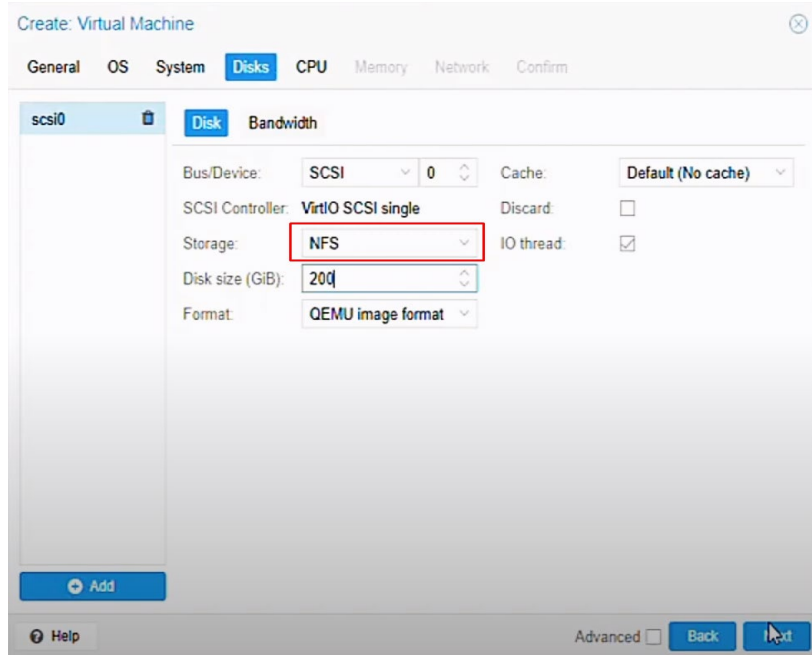 Create: Virtual Machine
General OS System Disks CPU Memory Network Confirm
scsi0
Disk Bandwidth
Bus/Device: SCSI 0 Cache: Default (No cache)
SCSI Controller: VirtIO SCSI single Discard:
Storage: NFS IO thread:
Disk size (GiB): 200
Format: QEMU image format
Add
Help Advanced Back Next